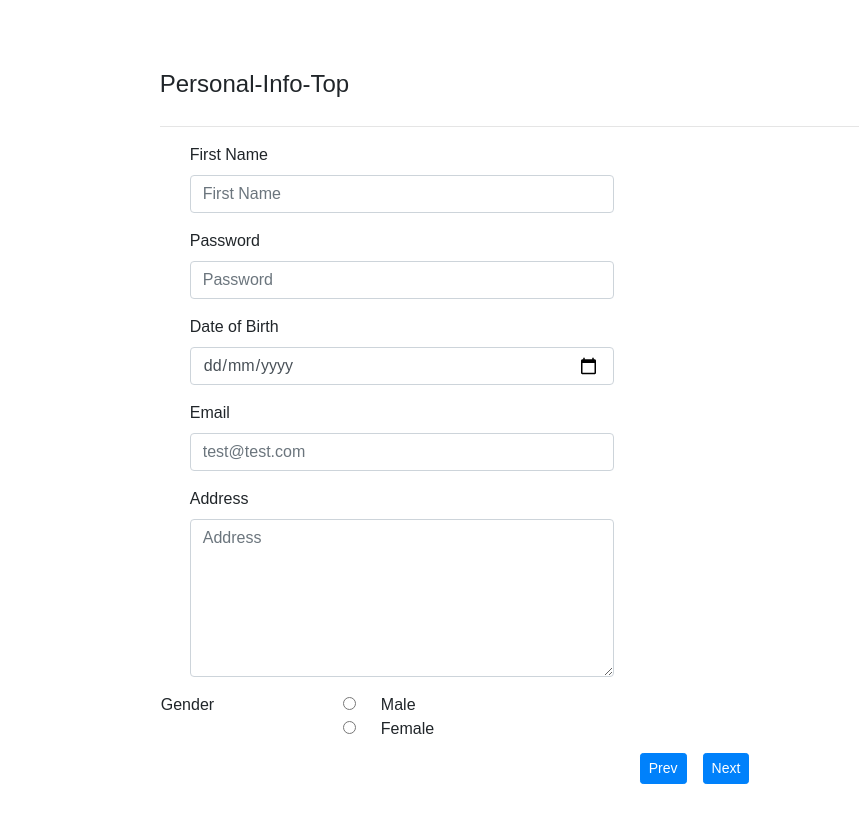 Personal-Info-Top
First Name
First Name
Password
Password
Date of Birth
dd/mm/yyyy
Email
test@test.com
Address
Address
Gender Male
Female
Prev Next